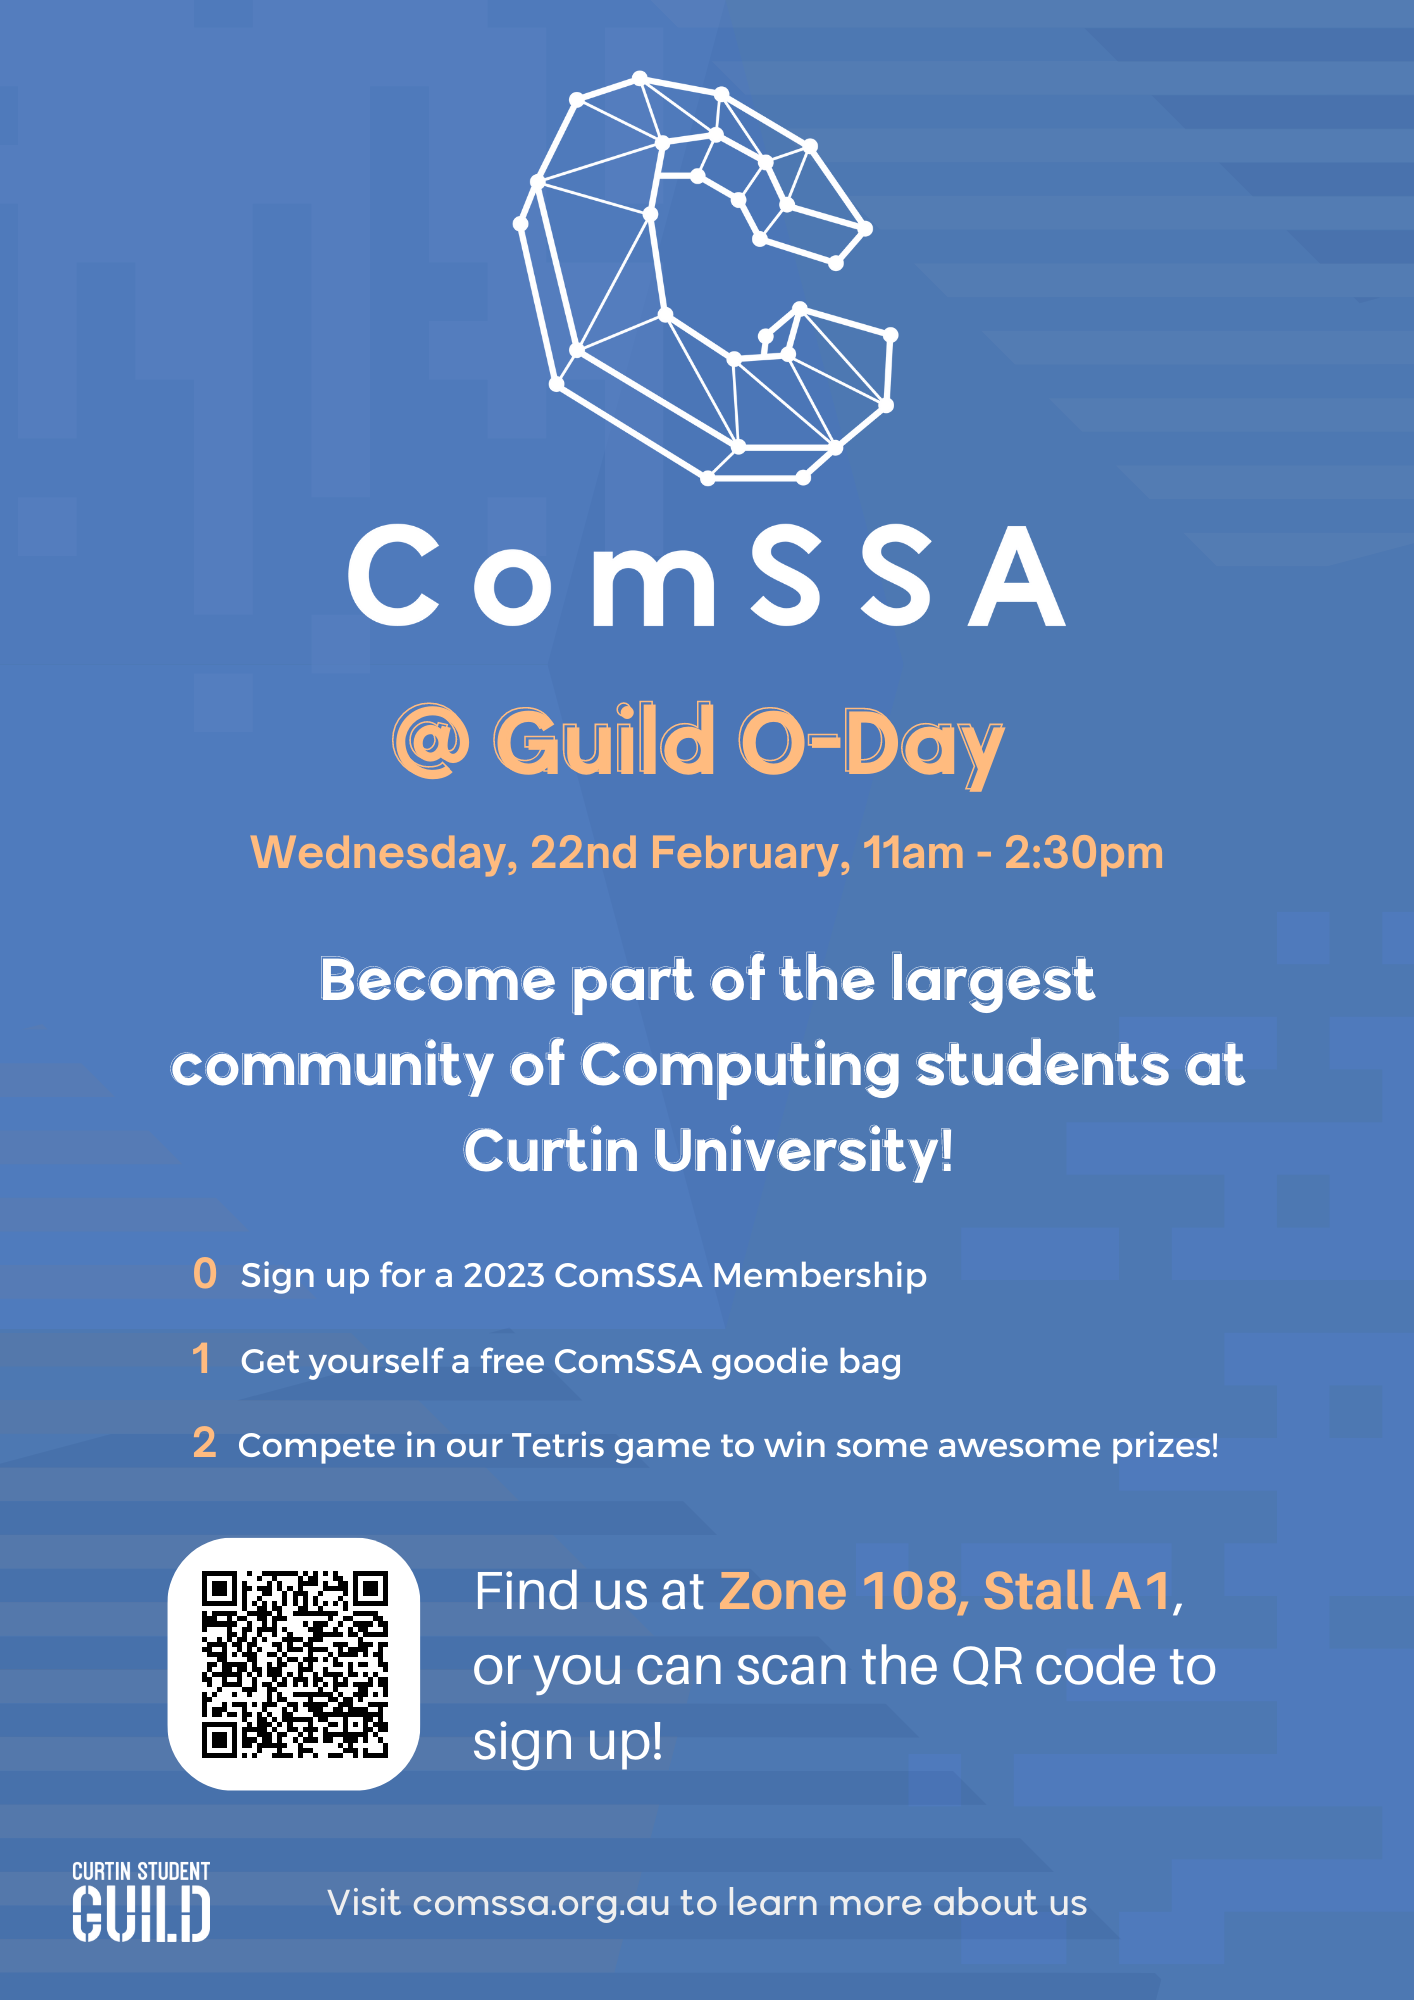 ComSSA
@ Guild O-Day
Wednesday, 22nd February, 11am - 2:30pm
Become part of the largest
community of Computing students at
Curtin University!
0 Sign up for a 2023 ComSSA Membership
1 Get yourself a free ComSSA goodie bag
2 Compete in our Tetris game to win some awesome prizes!
Find us at Zone 108, Stall A1,
or you can scan the QR code to
sign up!
CURTIN STUDENT
GUILD
Visit comssa.org.au to learn more about us